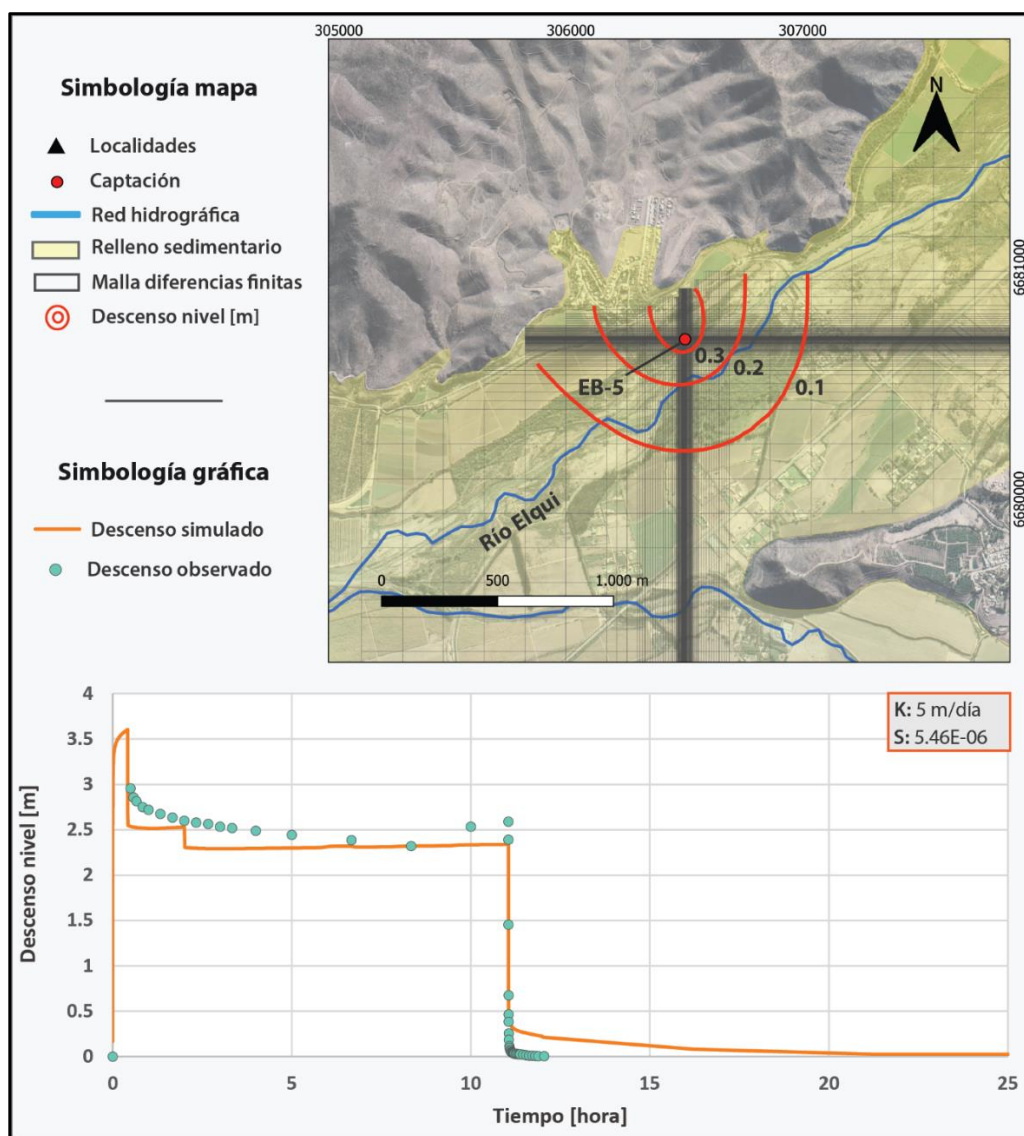 Simbología mapa
Localidades
Captación
Red hidrográfica
Relleno sedimentario
Malla diferencias finitas
Descenso nivel [m]
Simbología gráfica
Descenso simulado
Descenso observado
305000
306000
307000
N
6681000
6680000
0.3
0.2
0.1
EB-5
Río Elqui
0
500
1.000 m
K: 5 m/día
S: 5.46E-06
Descenso nivel [m]
4
3.5
3
2.5
2
1.5
1
0.5
0
0
5
10
15
20
25
Tiempo [hora]